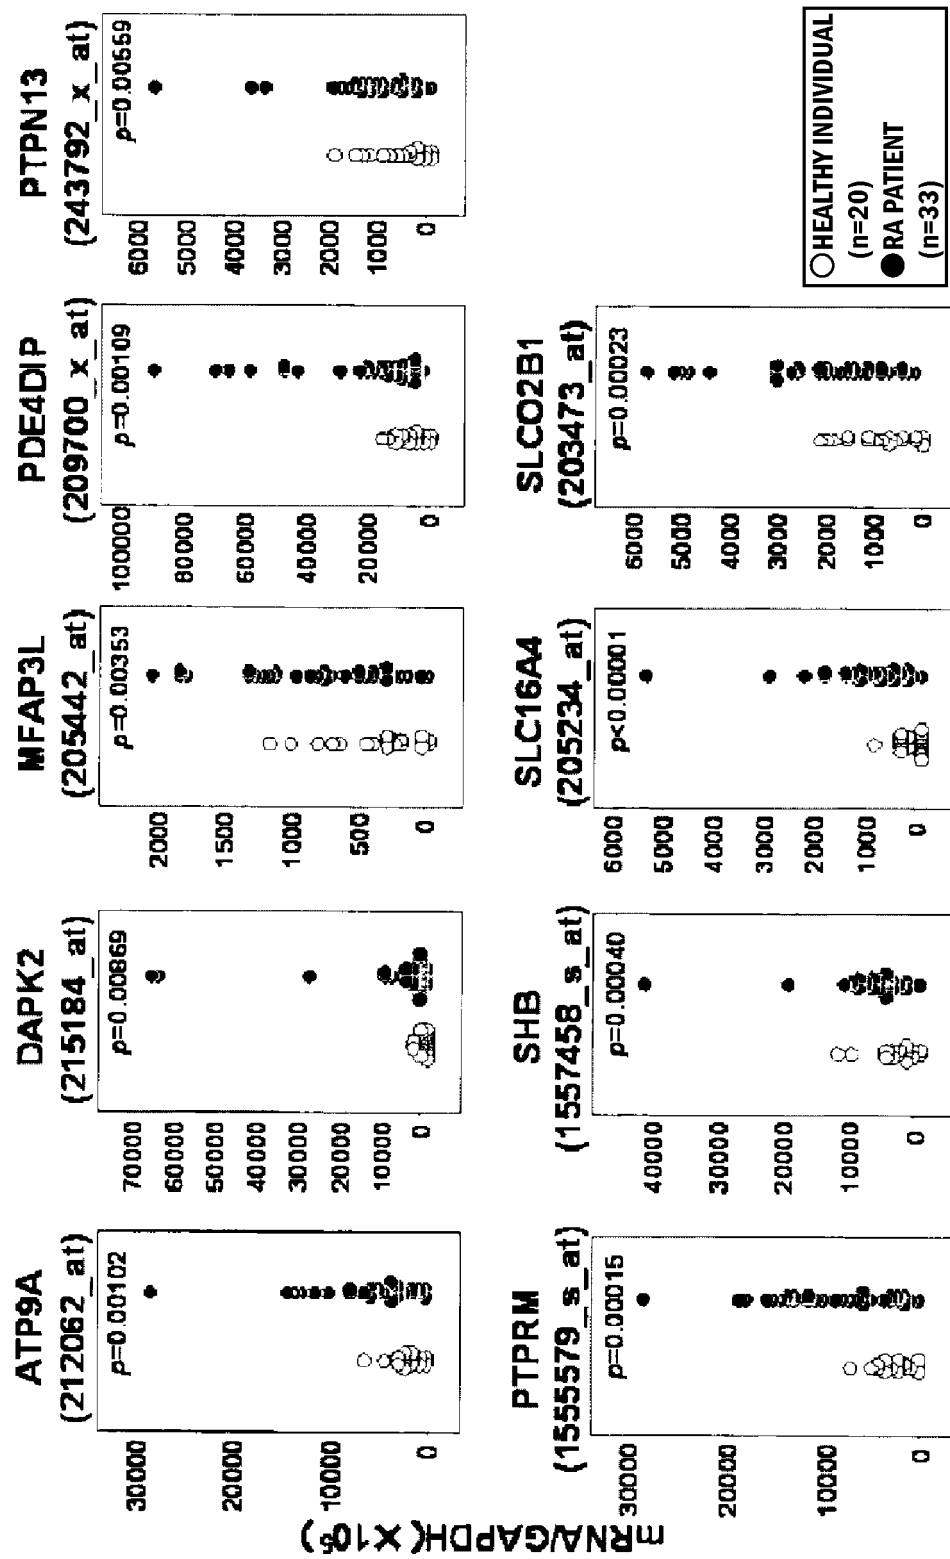 mRNA/GAPDH(×10⁵)
ATP9A
(212062_at)
p=0.00102
30000
20000
10000
0
DAPK2
(215184_at)
p=0.00869
70000
60000
50000
40000
30000
20000
10000
0
MFAP3L
(205442_at)
p=0.00353
2000
1500
1000
500
0
PDE4DIP
(209700_x_at)
p=0.00109
100000
80000
60000
40000
20000
0
PTPN13
(243792_x_at)
p=0.00559
6000
5000
4000
3000
2000
1000
0
PTPRM
(1555579_s_at)
p=0.00015
30000
20000
10000
0
SHB
(1557458_s_at)
p=0.00040
40000
30000
20000
10000
0
SLC16A4
(205234_at)
p<0.00001
6000
5000
4000
3000
2000
1000
0
SLCO2B1
(203473_at)
p=0.00023
6000
5000
4000
3000
2000
1000
0
○ HEALTHY INDIVIDUAL
(n=20)
● RA PATIENT
(n=33)